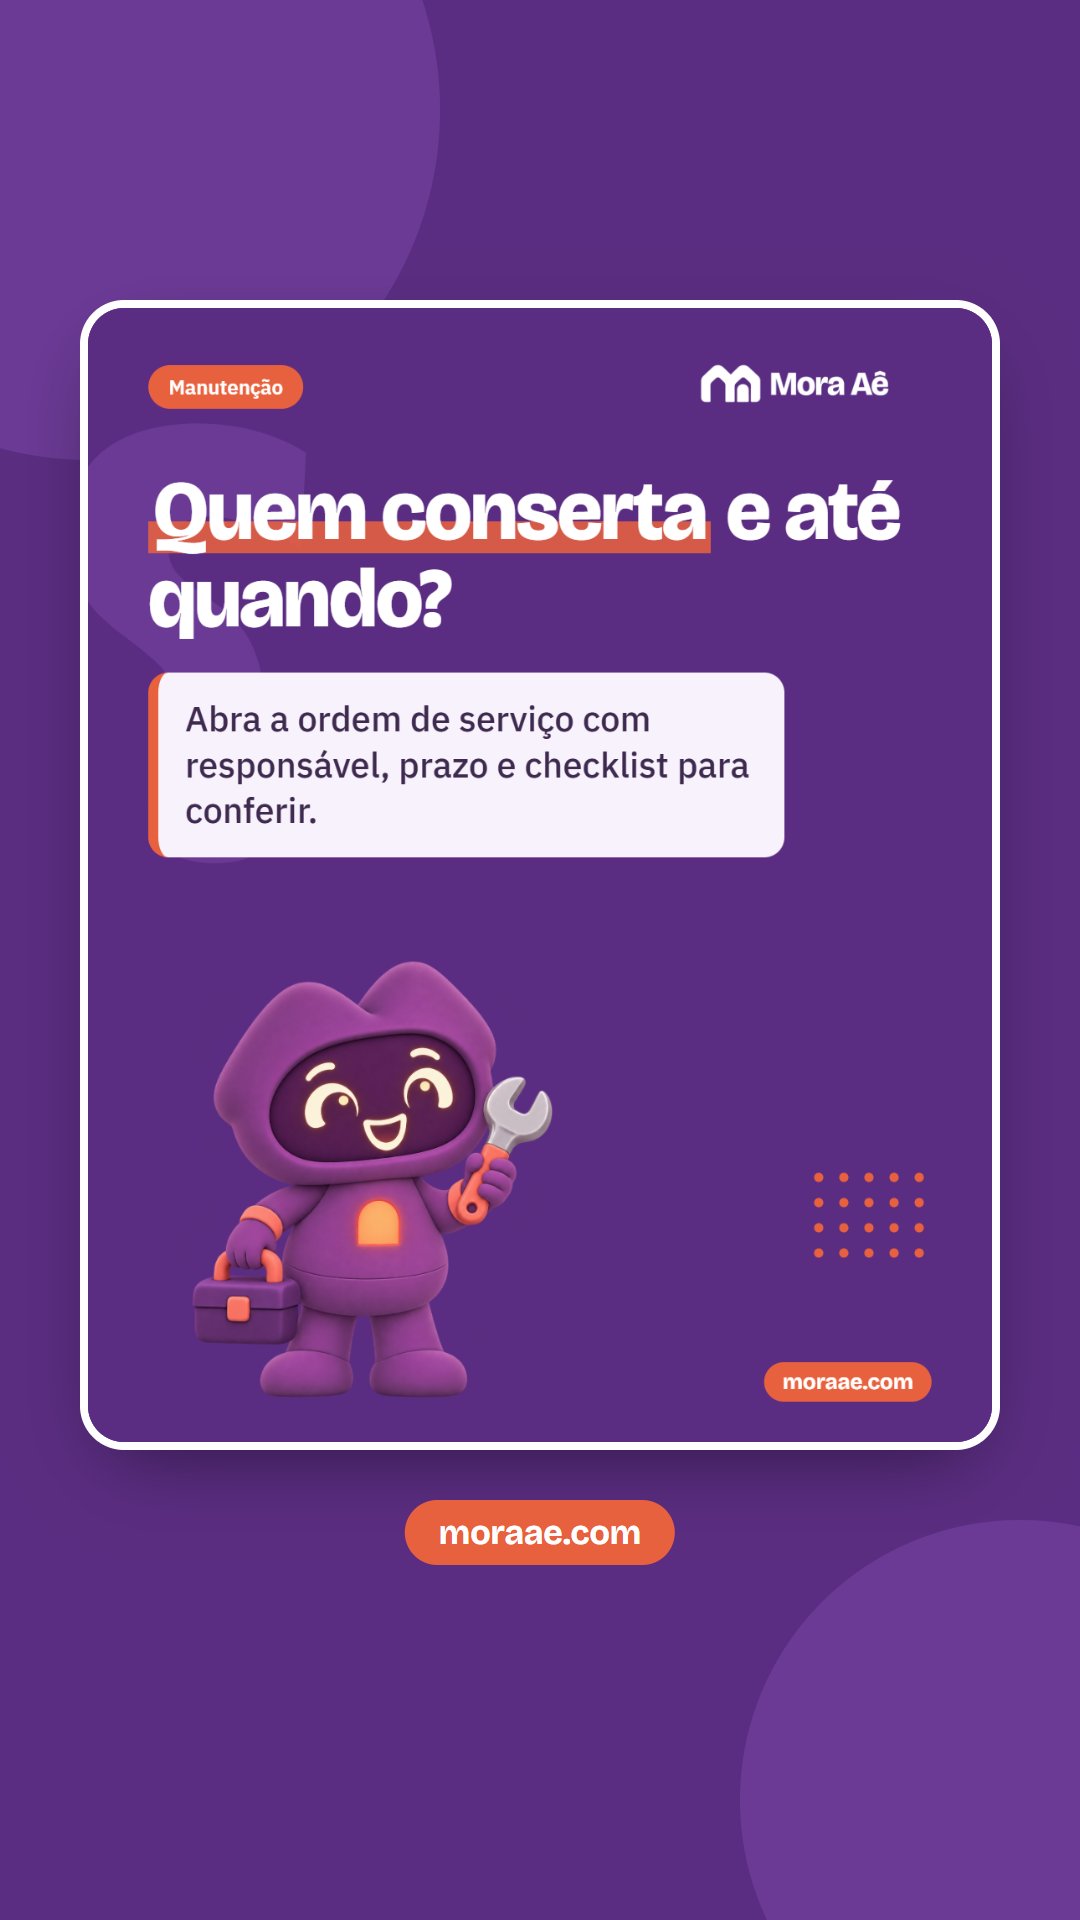 Manutenção
Mora Aê
Quem conserta e até
quando?
Abra a ordem de serviço com
responsável, prazo e checklist para
conferir.
moraae.com
moraae.com